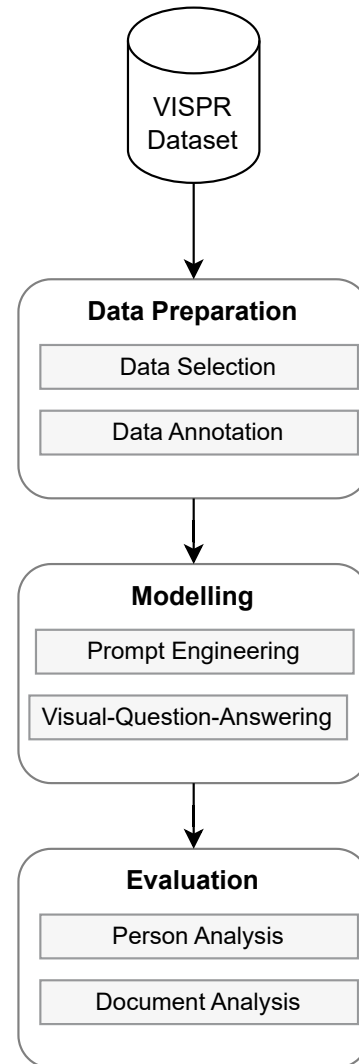 VISPR
Dataset
Data Preparation
Data Selection
Data Annotation
Modelling
Prompt Engineering
Visual-Question-Answering
Evaluation
Person Analysis
Document Analysis